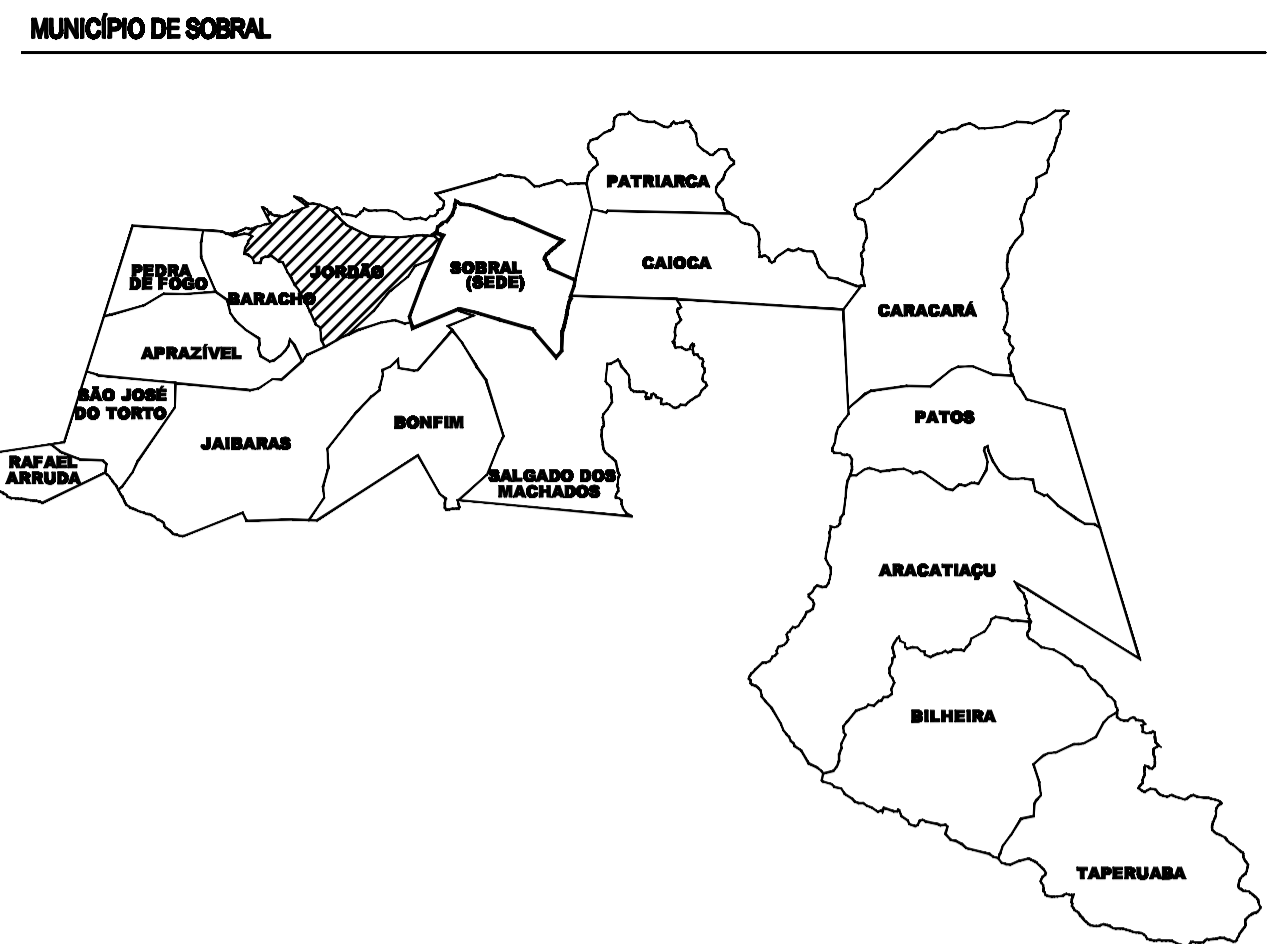 MUNICÍPIO DE SOBRAL
PATRIARCA
PEDRA
DE FOGO
JORDÃO
SOBRAL
(SEDE)
CAIOCA
BARACHO
CARACARÁ
APRAZÍVEL
SÃO JOSÉ
DO TORTO
PATOS
BONFIM
JAIBARAS
RAFAEL
ARRUDA
SALGADO DOS
MACHADOS
ARACATIAÇU
BILHEIRA
TAPERUABA